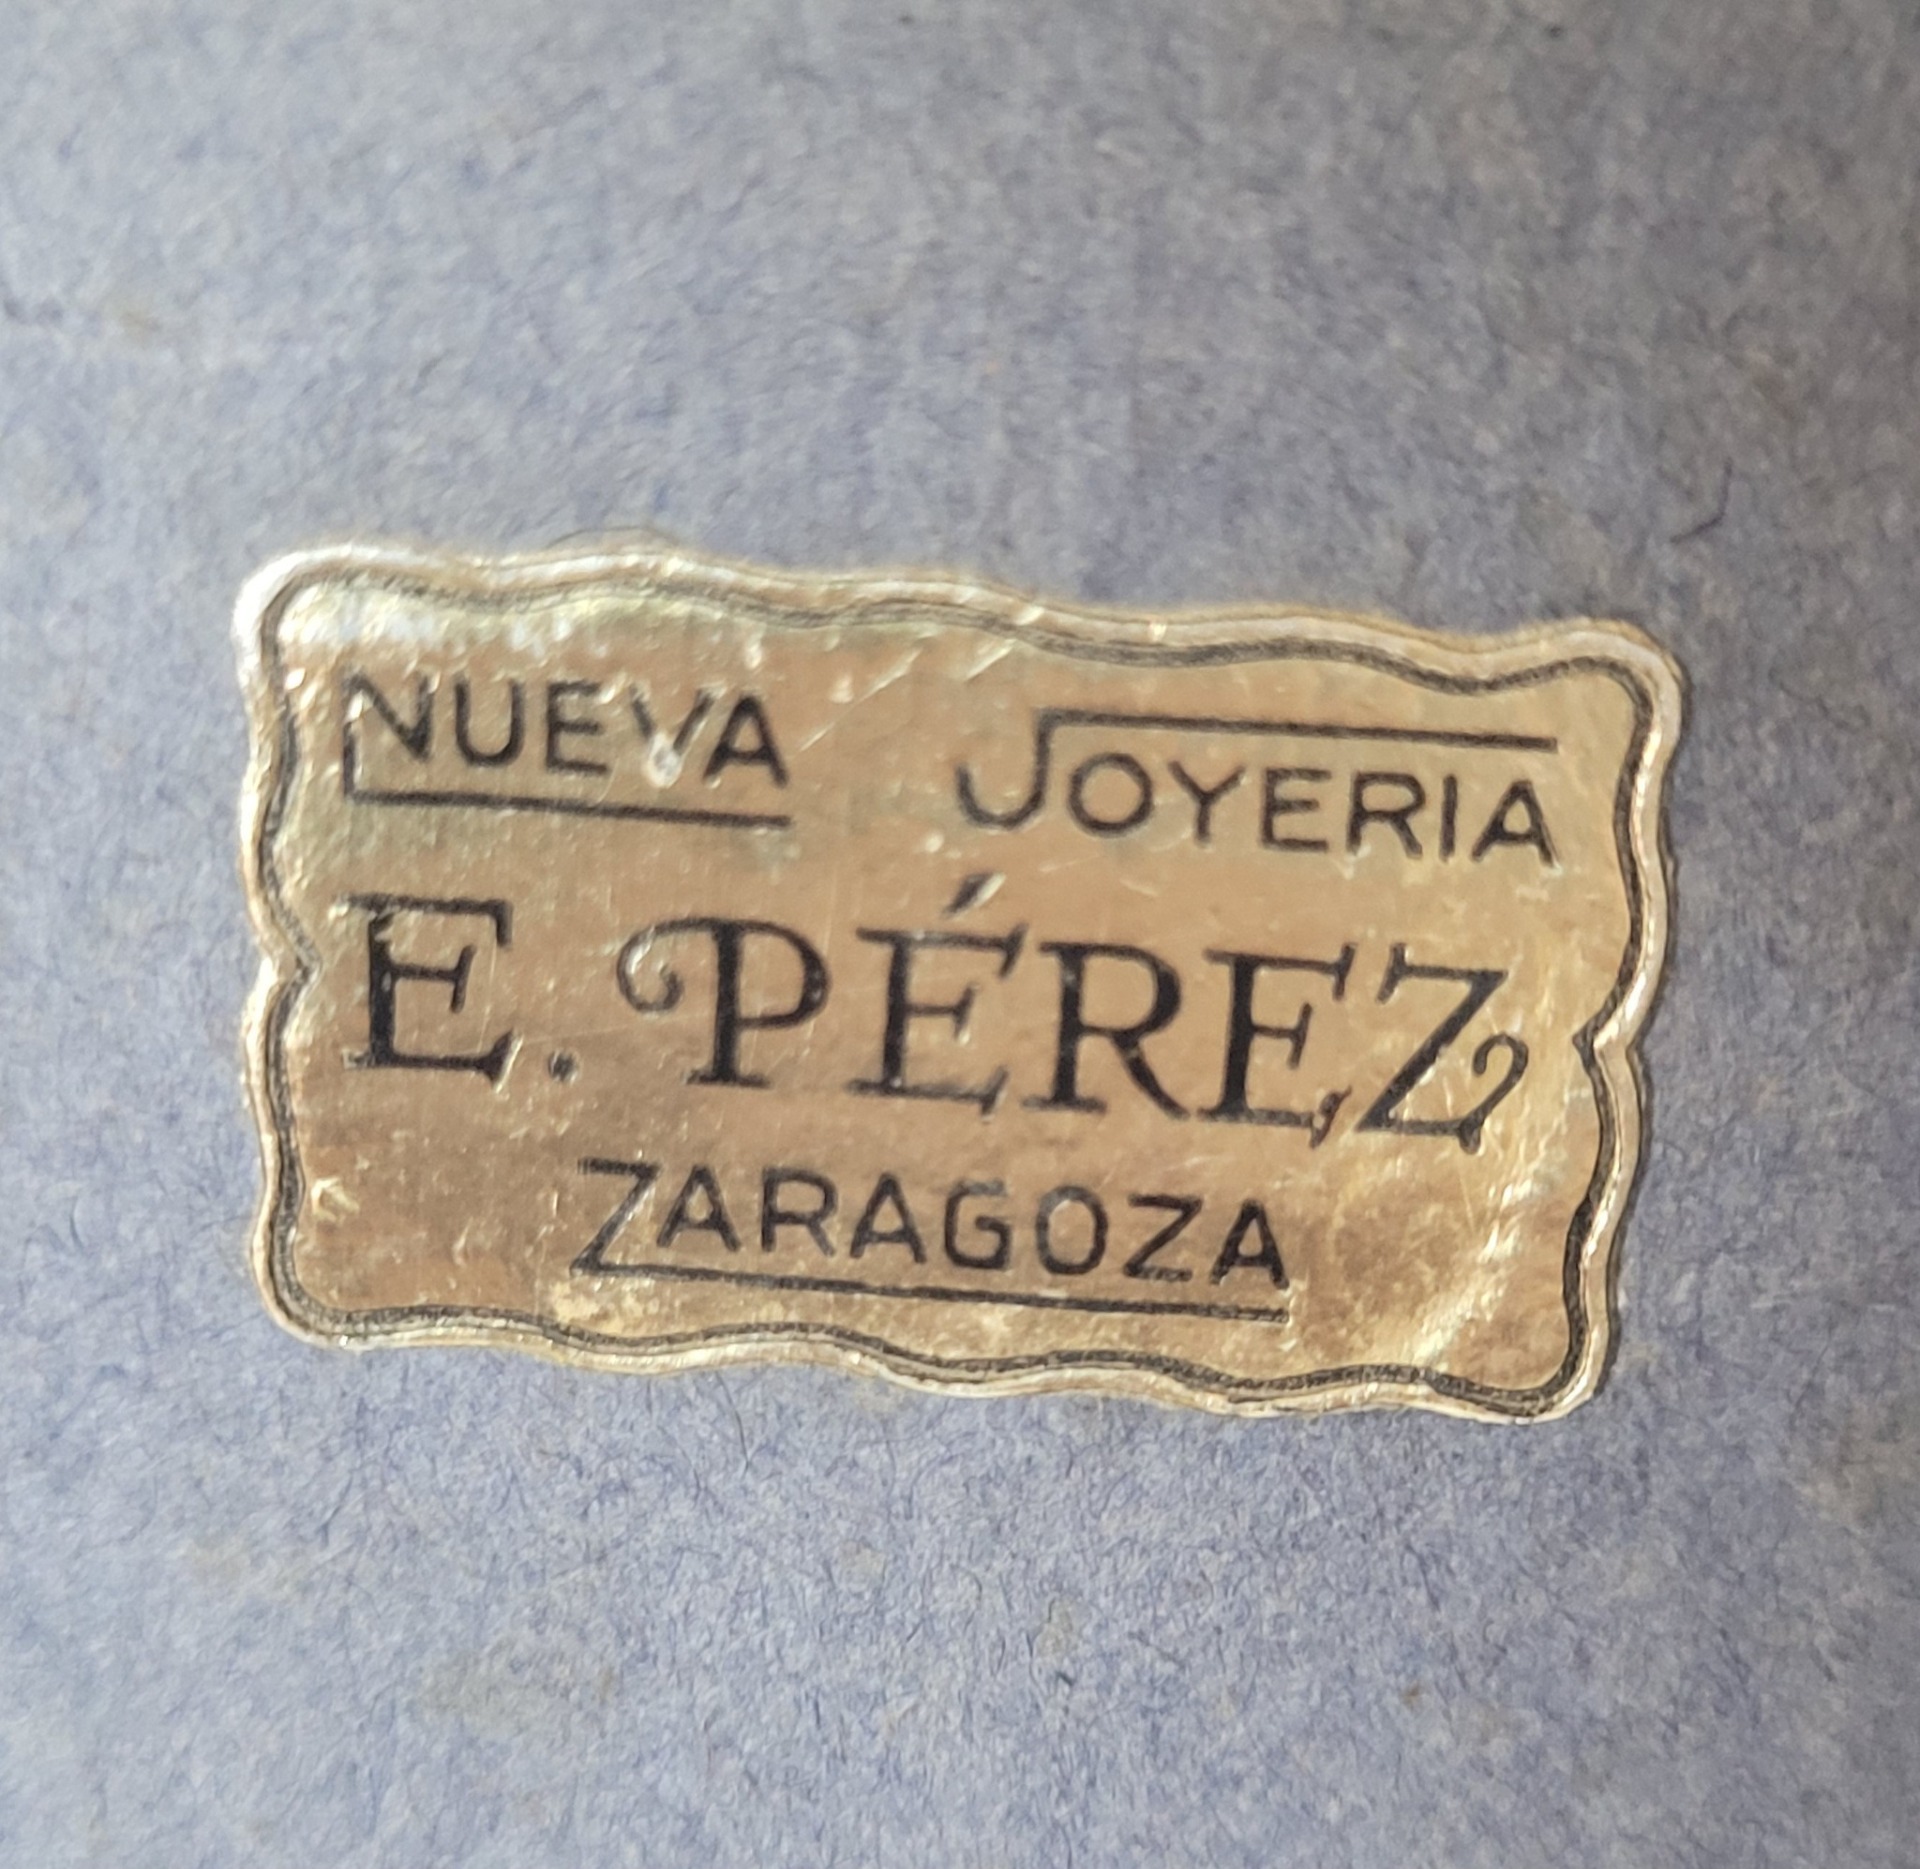 NUEVA JOYERIA
E. PÉREZ
ZARAGOZA